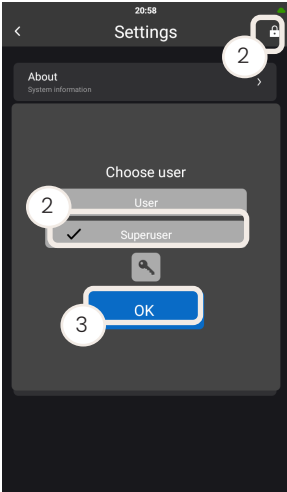 20:58
Settings
2
About
System information
Choose user
2
User
Superuser
OK
3